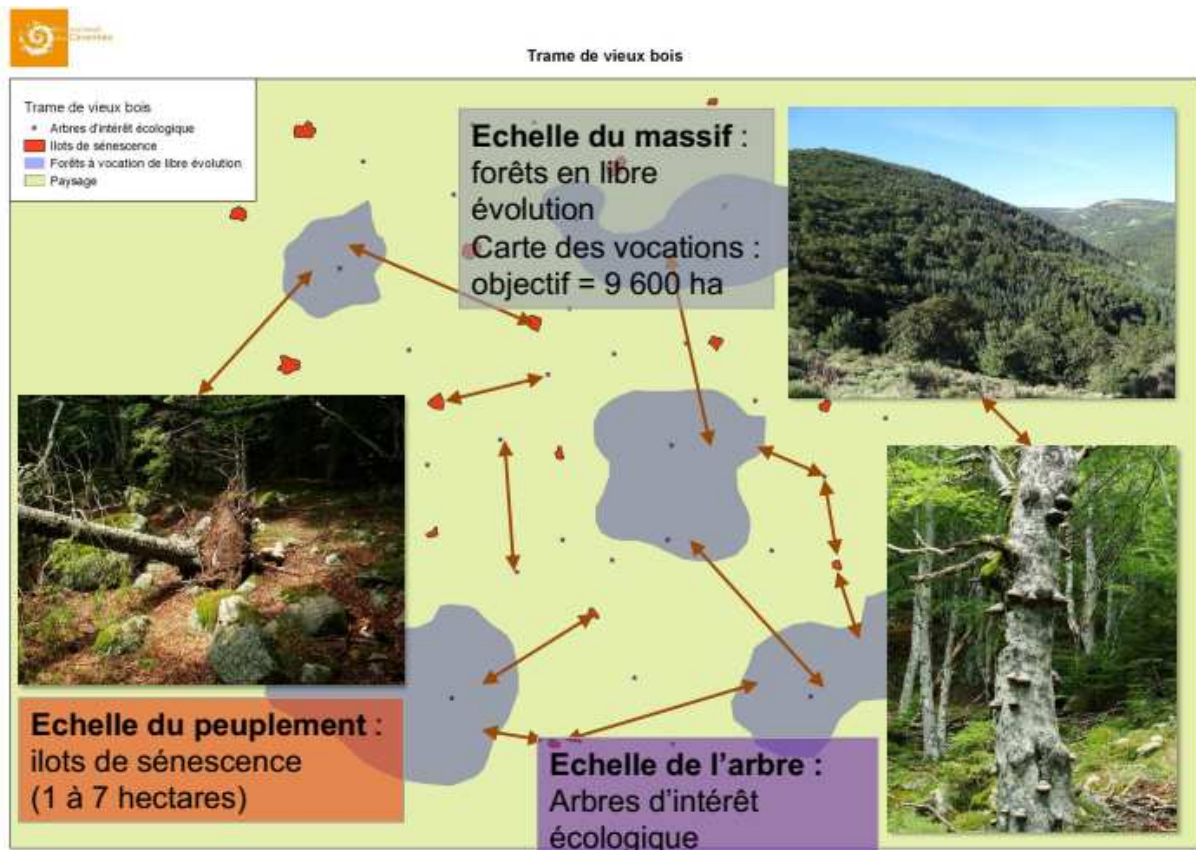 Trame de vieux bois
Trame de vieux bois
Arbres d'intérêt écologique
Ilots de sénescence
Forêts à vocation de libre évolution
Paysage
Echelle du massif :
forêts en libre
évolution
Carte des vocations :
objectif = 9 600 ha
Echelle du peuplement :
ilots de sénescence
(1 à 7 hectares)
Echelle de l'arbre :
Arbres d'intérêt
écologique